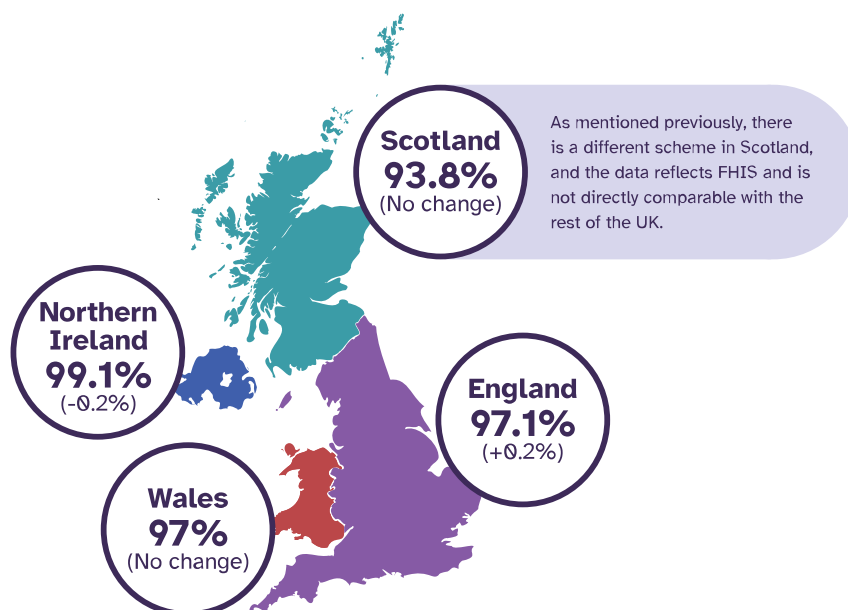 Scotland
93.8%
(No change)
As mentioned previously, there
is a different scheme in Scotland,
and the data reflects FHIS and is
not directly comparable with the
rest of the UK.
Northern
Ireland
99.1%
(-0.2%)
England
97.1%
(+0.2%)
Wales
97%
(No change)